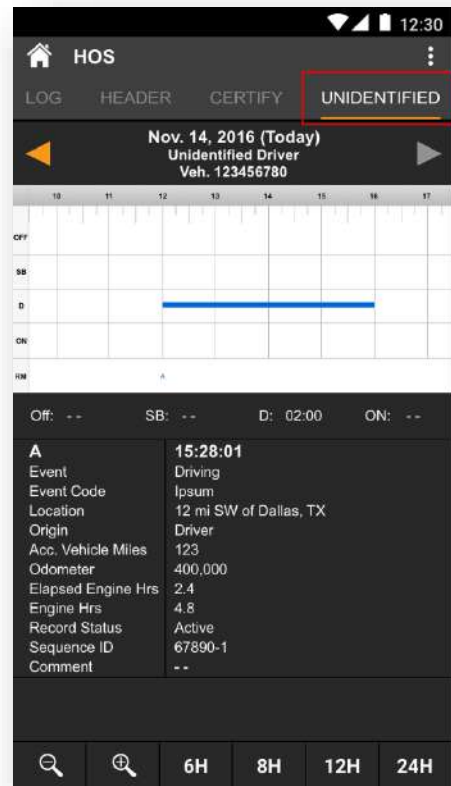 12:30
HOS
LOG HEADER CERTIFY UNIDENTIFIED
Nov. 14, 2016 (Today)
Unidentified Driver
Veh. 123456780
10 11 12 13 14 15 16 17
OFF
SB
D
ON
RM A
Off: -- SB: -- D: 02:00 ON: --
A 15:28:01
Event Driving
Event Code Ipsum
Location 12 mi SW of Dallas, TX
Origin Driver
Acc. Vehicle Miles 123
Odometer 400,000
Elapsed Engine Hrs 2.4
Engine Hrs 4.8
Record Status Active
Sequence ID 67890-1
Comment --
6H 8H 12H 24H